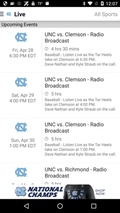 12:07
Live
All Sports
Upcoming Events
UNC vs. Clemson - Radio
Broadcast
Fri, Apr 28
6:00 PM EDT
4 hrs 30 mins
Baseball - Listen Live as the Tar Heels
take on Clemson at 6:30 PM.
Dave Nathan and Kyle Straub on the call.
UNC vs. Clemson - Radio
Broadcast
Sat, Apr 29
4:00 PM EDT
5 hrs
Baseball - Listen Live as the Tar Heels
take on Clemson at 4:30 PM.
Dave Nathan and Kyle Straub on the call.
UNC vs. Clemson - Radio
Broadcast
Sun, Apr 30
1:00 PM EDT
5 hrs
Baseball - Listen Live as the Tar Heels
take on Clemson at 1:30 PM.
Dave Nathan and Kyle Straub on the call.
UNC vs. Richmond - Radio
NATIONAL
CHAMPS